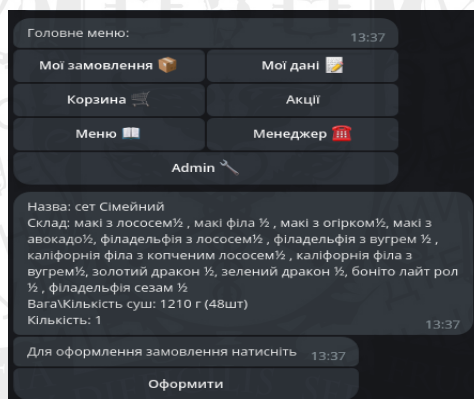 Головне меню:
13:37
Мої замовлення 📦 Мої дані 📝
Корзина 🛒 Акції
Меню 📖 Менеджер ☎️
Admin 🔧
Назва: сет Сімейний
Склад: макі з лососем½ , макі філа ½ , макі з огірком½, макі з
авокадо½, філадельфія з лососем½ , філадельфія з вугрем ½ ,
каліфорнія філа з копченим лососем½ , каліфорнія філа з
вугрем½, золотий дракон ½, зелений дракон ½, боніто лайт рол
½ , філадельфія сезам ½
Вага\Кількість суш: 1210 г (48шт)
Кількість: 1
13:37
Для оформлення замовлення натисніть 13:37
Оформити